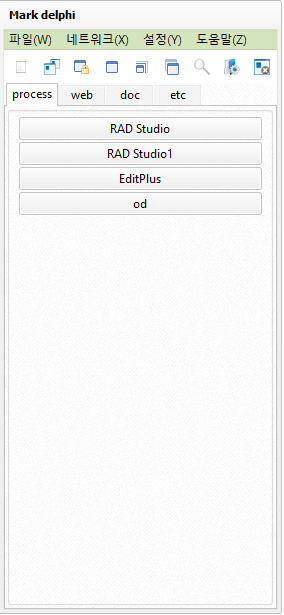 Mark delphi
파일(W) 네트워크(X) 설정(Y) 도움말(Z)
process web doc etc
RAD Studio
RAD Studio1
EditPlus
od